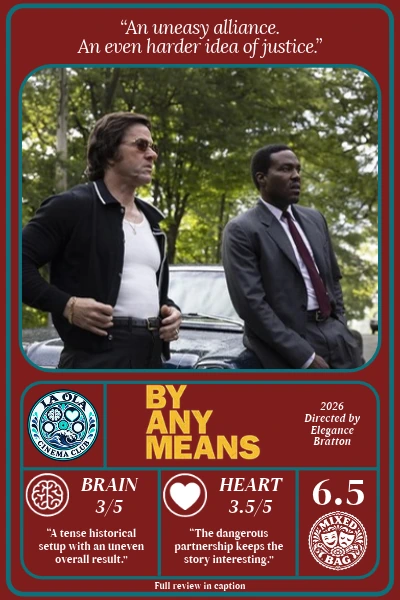 “An uneasy alliance.
An even harder idea of justice.”
LA OLA
CINEMA CLUB
BY
ANY
MEANS
2026
Directed by
Elegance
Bratton
BRAIN
3/5
“A tense historical
setup with an uneven
overall result.”
HEART
3.5/5
“The dangerous
partnership keeps the
story interesting.”
6.5
MIXED
BAG
Full review in caption